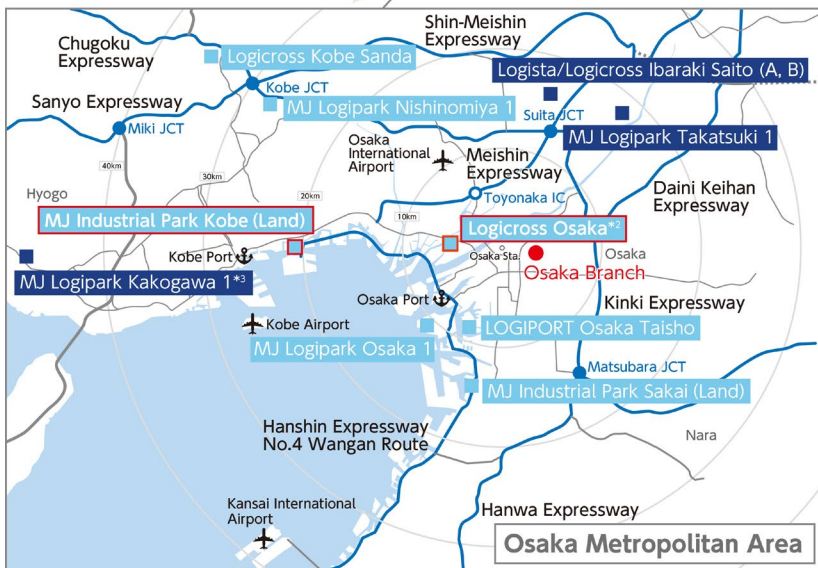 Shin-Meishin
Expressway
Chugoku
Expressway
Logicross Kobe Sanda
Logista/Logicross Ibaraki Saito (A, B)
Kobe JCT
Sanyo Expressway
MJ Logipark Nishinomiya 1
Suita JCT
Miki JCT
MJ Logipark Takatsuki 1
Osaka
International
Airport
Meishin
Expressway
40km
30km
20km
10km
Toyonaka IC
Daini Keihan
Expressway
Hyogo
MJ Industrial Park Kobe (Land)
Logicross Osaka*2
Kobe Port
Osaka Sta.
Osaka
Osaka Branch
MJ Logipark Kakogawa 1*3
Osaka Port
Kinki Expressway
Kobe Airport
LOGIPORT Osaka Taisho
MJ Logipark Osaka 1
Matsubara JCT
MJ Industrial Park Sakai (Land)
Hanshin Expressway
No.4 Wangan Route
Nara
Kansai International
Airport
Hanwa Expressway
Osaka Metropolitan Area